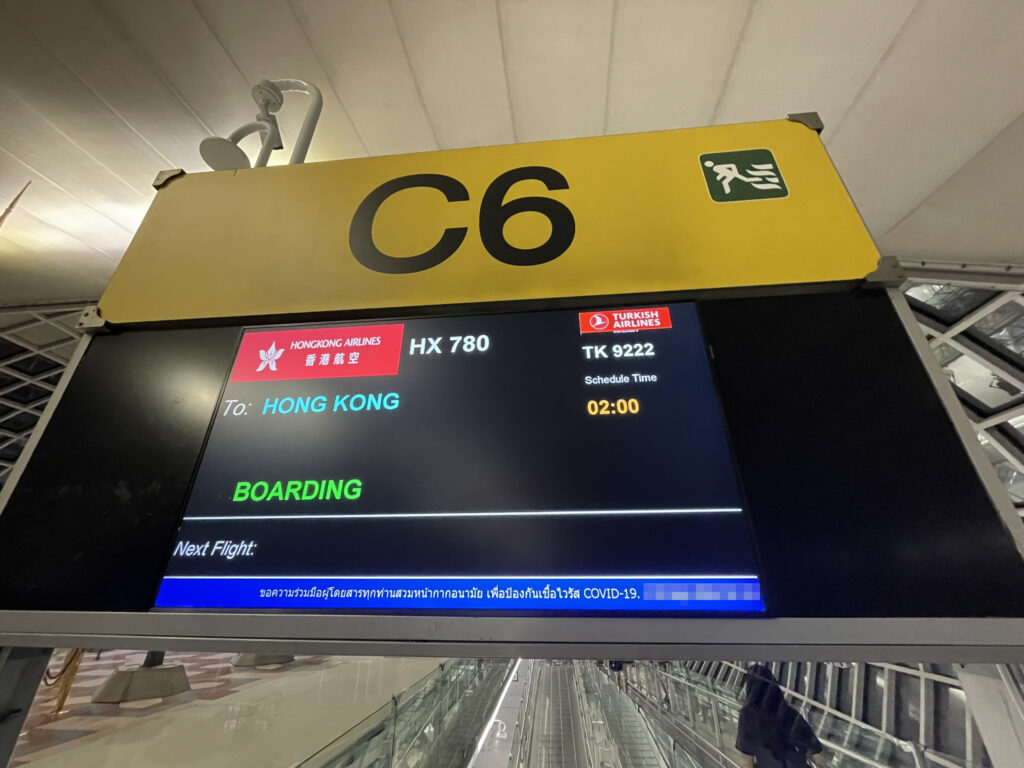 C6
HONGKONG AIRLINES
香港航空
HX 780
TURKISH
AIRLINES
TK 9222
Schedule Time
To: HONG KONG
02:00
BOARDING
Next Flight:
ขอความร่วมมือผู้โดยสารทุกท่านสวมหน้ากากอนามัย เพื่อป้องกันเชื้อไวรัส COVID-19.